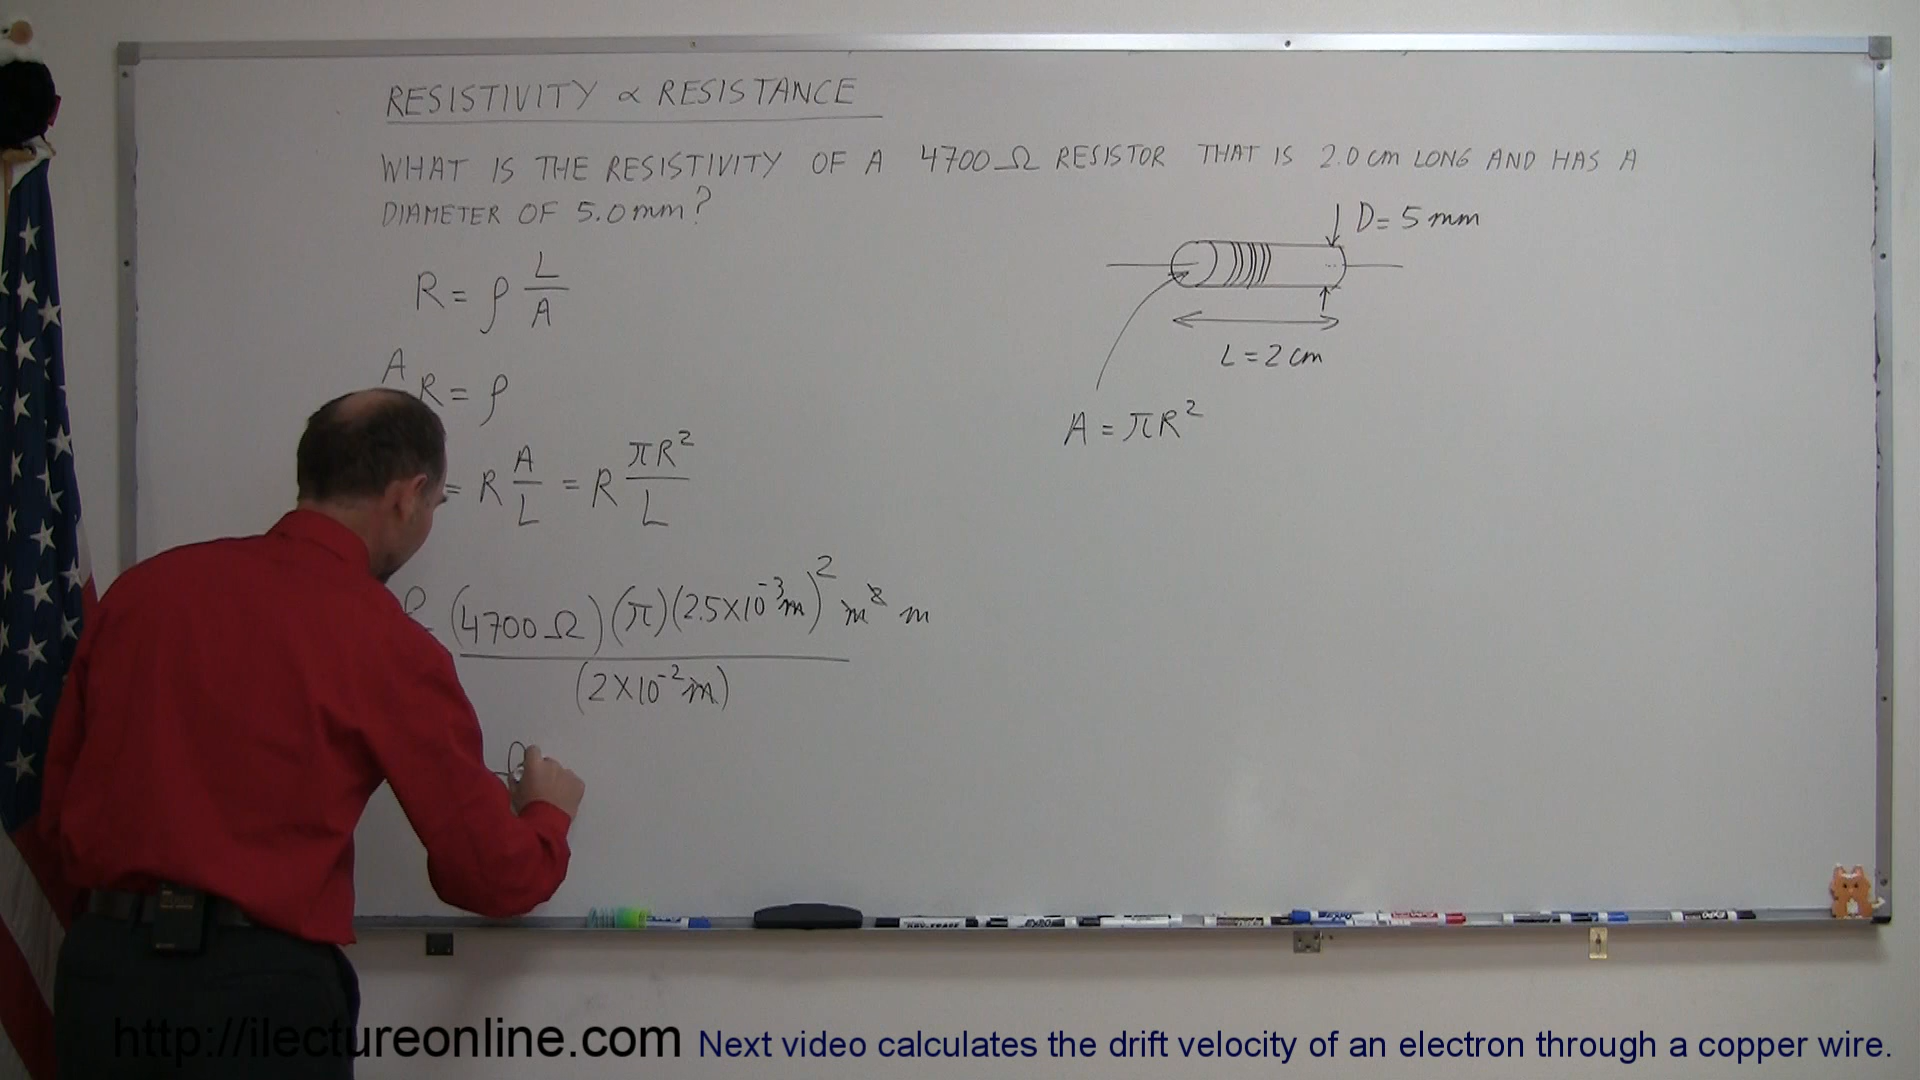 RESISTIVITY ∝ RESISTANCE
WHAT IS THE RESISTIVITY OF A 4700 Ω RESISTOR THAT IS 2.0 cm LONG AND HAS A
DIAMETER OF 5.0 mm?
D = 5 mm
R = ρ L/A
L = 2 cm
A R = ρ
A = πR²
= R A/L = R πR²/L
ρ (4700 Ω)(π)(2.5×10⁻³m)² m² m
(2×10⁻²m)
ρ
http://ilectureonline.com Next video calculates the drift velocity of an electron through a copper wire.